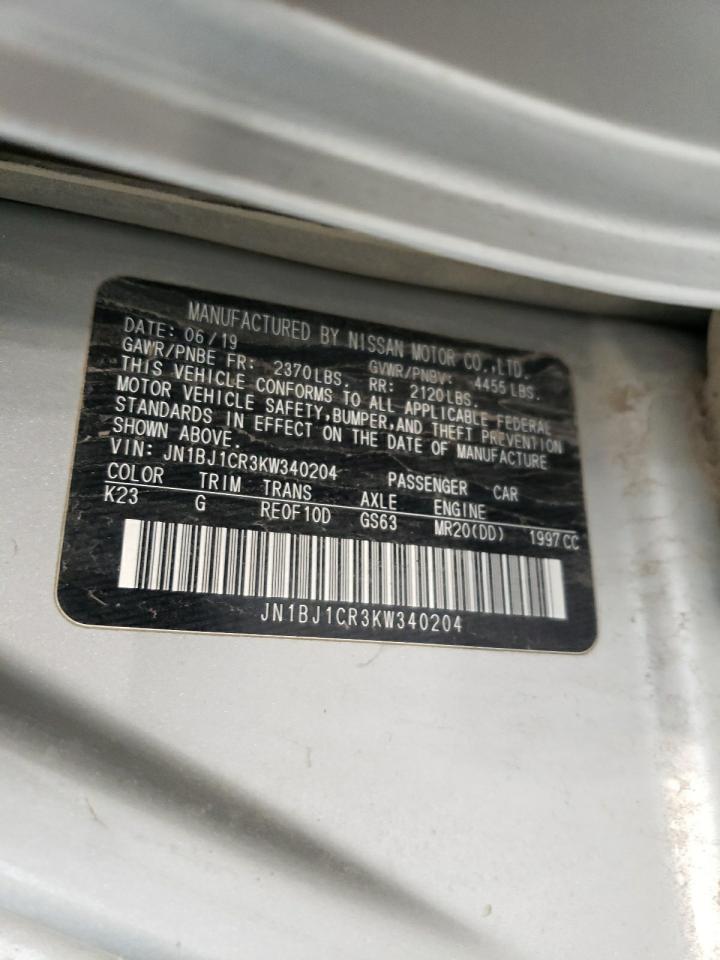 MANUFACTURED BY NISSAN MOTOR CO.,LTD.
DATE: 06/19
GAWR/PNBE FR: 2370LBS. GVWR/PNBV: 4455LBS.
RR: 2120LBS.
THIS VEHICLE CONFORMS TO ALL APPLICABLE FEDERAL
MOTOR VEHICLE SAFETY,BUMPER,AND THEFT PREVENTION
STANDARDS IN EFFECT ON THE DATE OF MANUFACTURE
SHOWN ABOVE.
VIN: JN1BJ1CR3KW340204 PASSENGER CAR
COLOR TRIM TRANS AXLE ENGINE
K23 G RE0F10D GS63 MR20(DD) 1997CC
JN1BJ1CR3KW340204